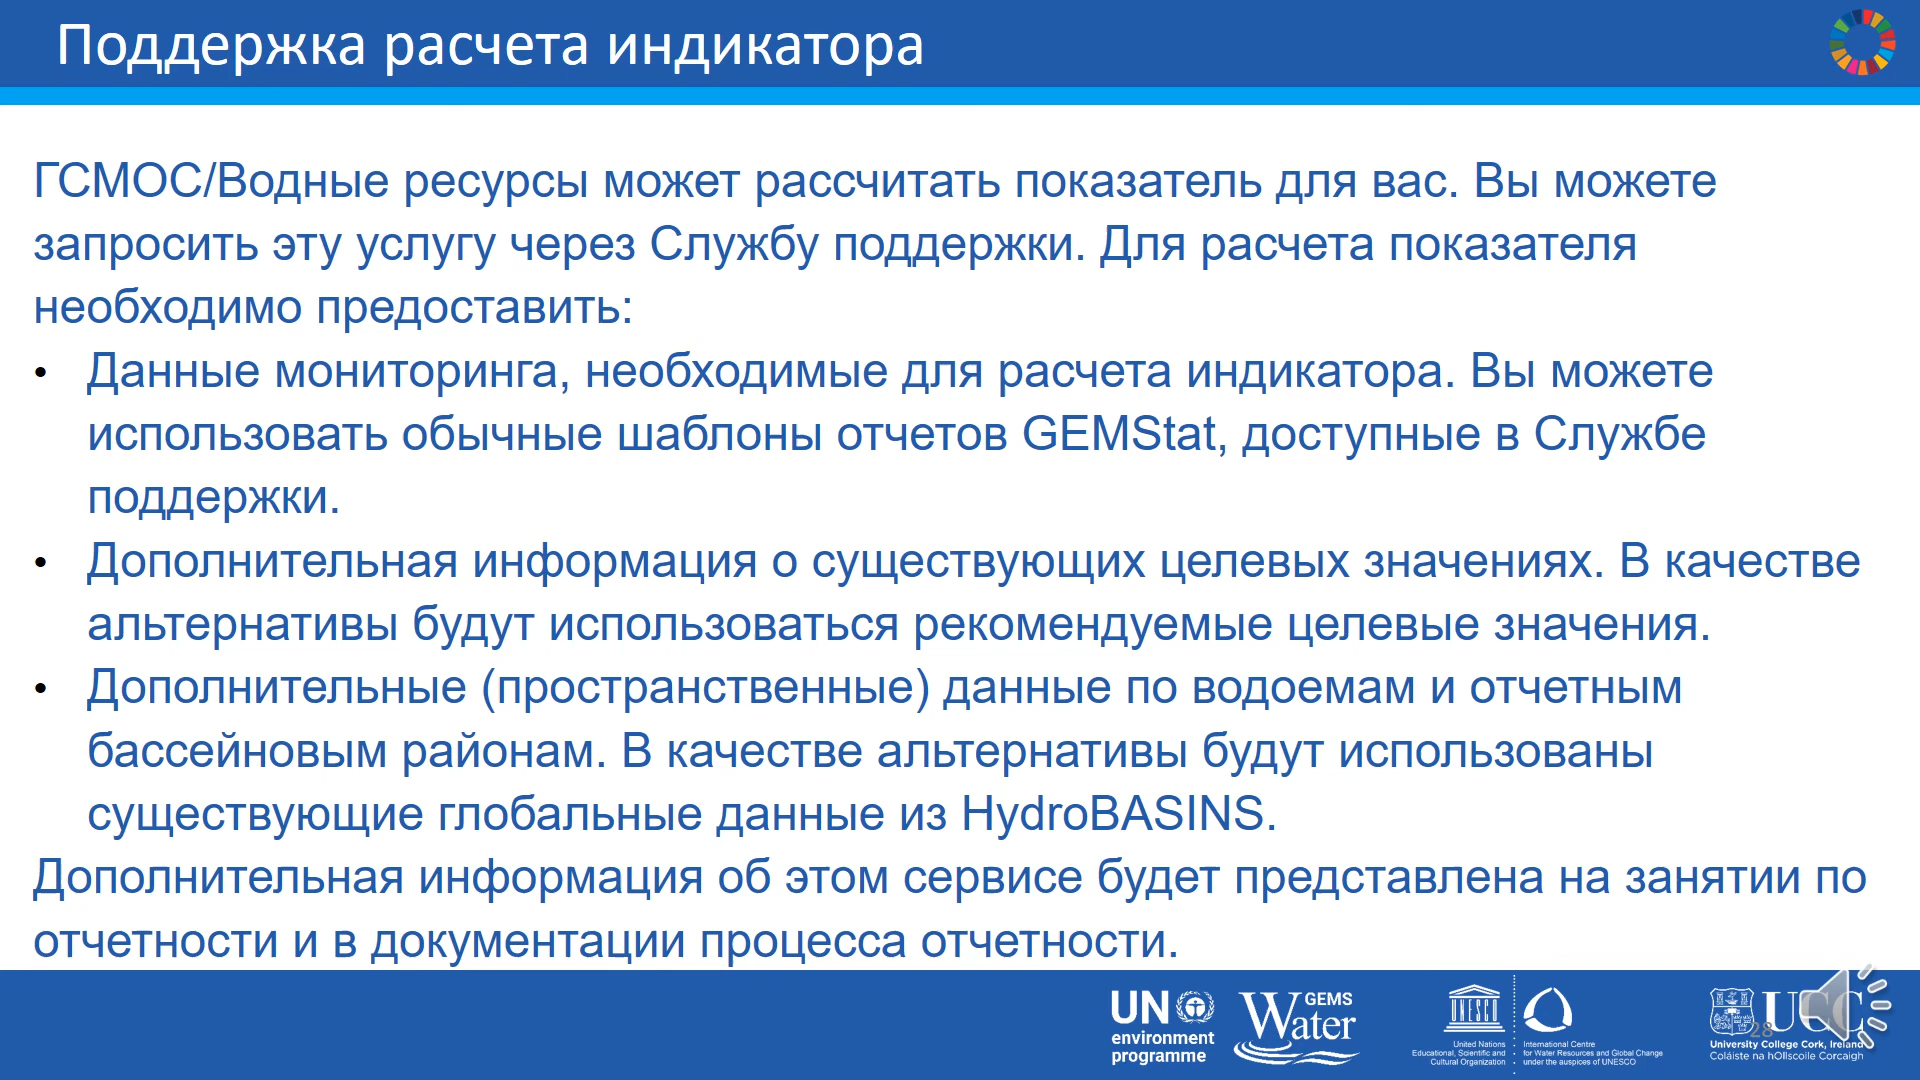 Поддержка расчета индикатора
ГСМОС/Водные ресурсы может рассчитать показатель для вас. Вы можете
запросить эту услугу через Службу поддержки. Для расчета показателя
необходимо предоставить:
• Данные мониторинга, необходимые для расчета индикатора. Вы можете
использовать обычные шаблоны отчетов GEMStat, доступные в Службе
поддержки.
• Дополнительная информация о существующих целевых значениях. В качестве
альтернативы будут использоваться рекомендуемые целевые значения.
• Дополнительные (пространственные) данные по водоемам и отчетным
бассейновым районам. В качестве альтернативы будут использованы
существующие глобальные данные из HydroBASINS.
Дополнительная информация об этом сервисе будет представлена на занятии по
отчетности и в документации процесса отчетности.
UN
environment
programme
GEMS
Water
UNESCO
United Nations
Educational, Scientific and
Cultural Organization
International Centre
for Water Resources and Global Change
under the auspices of UNESCO
UCC
28
University College Cork, Ireland
Coláiste na hOllscoile Corcaigh